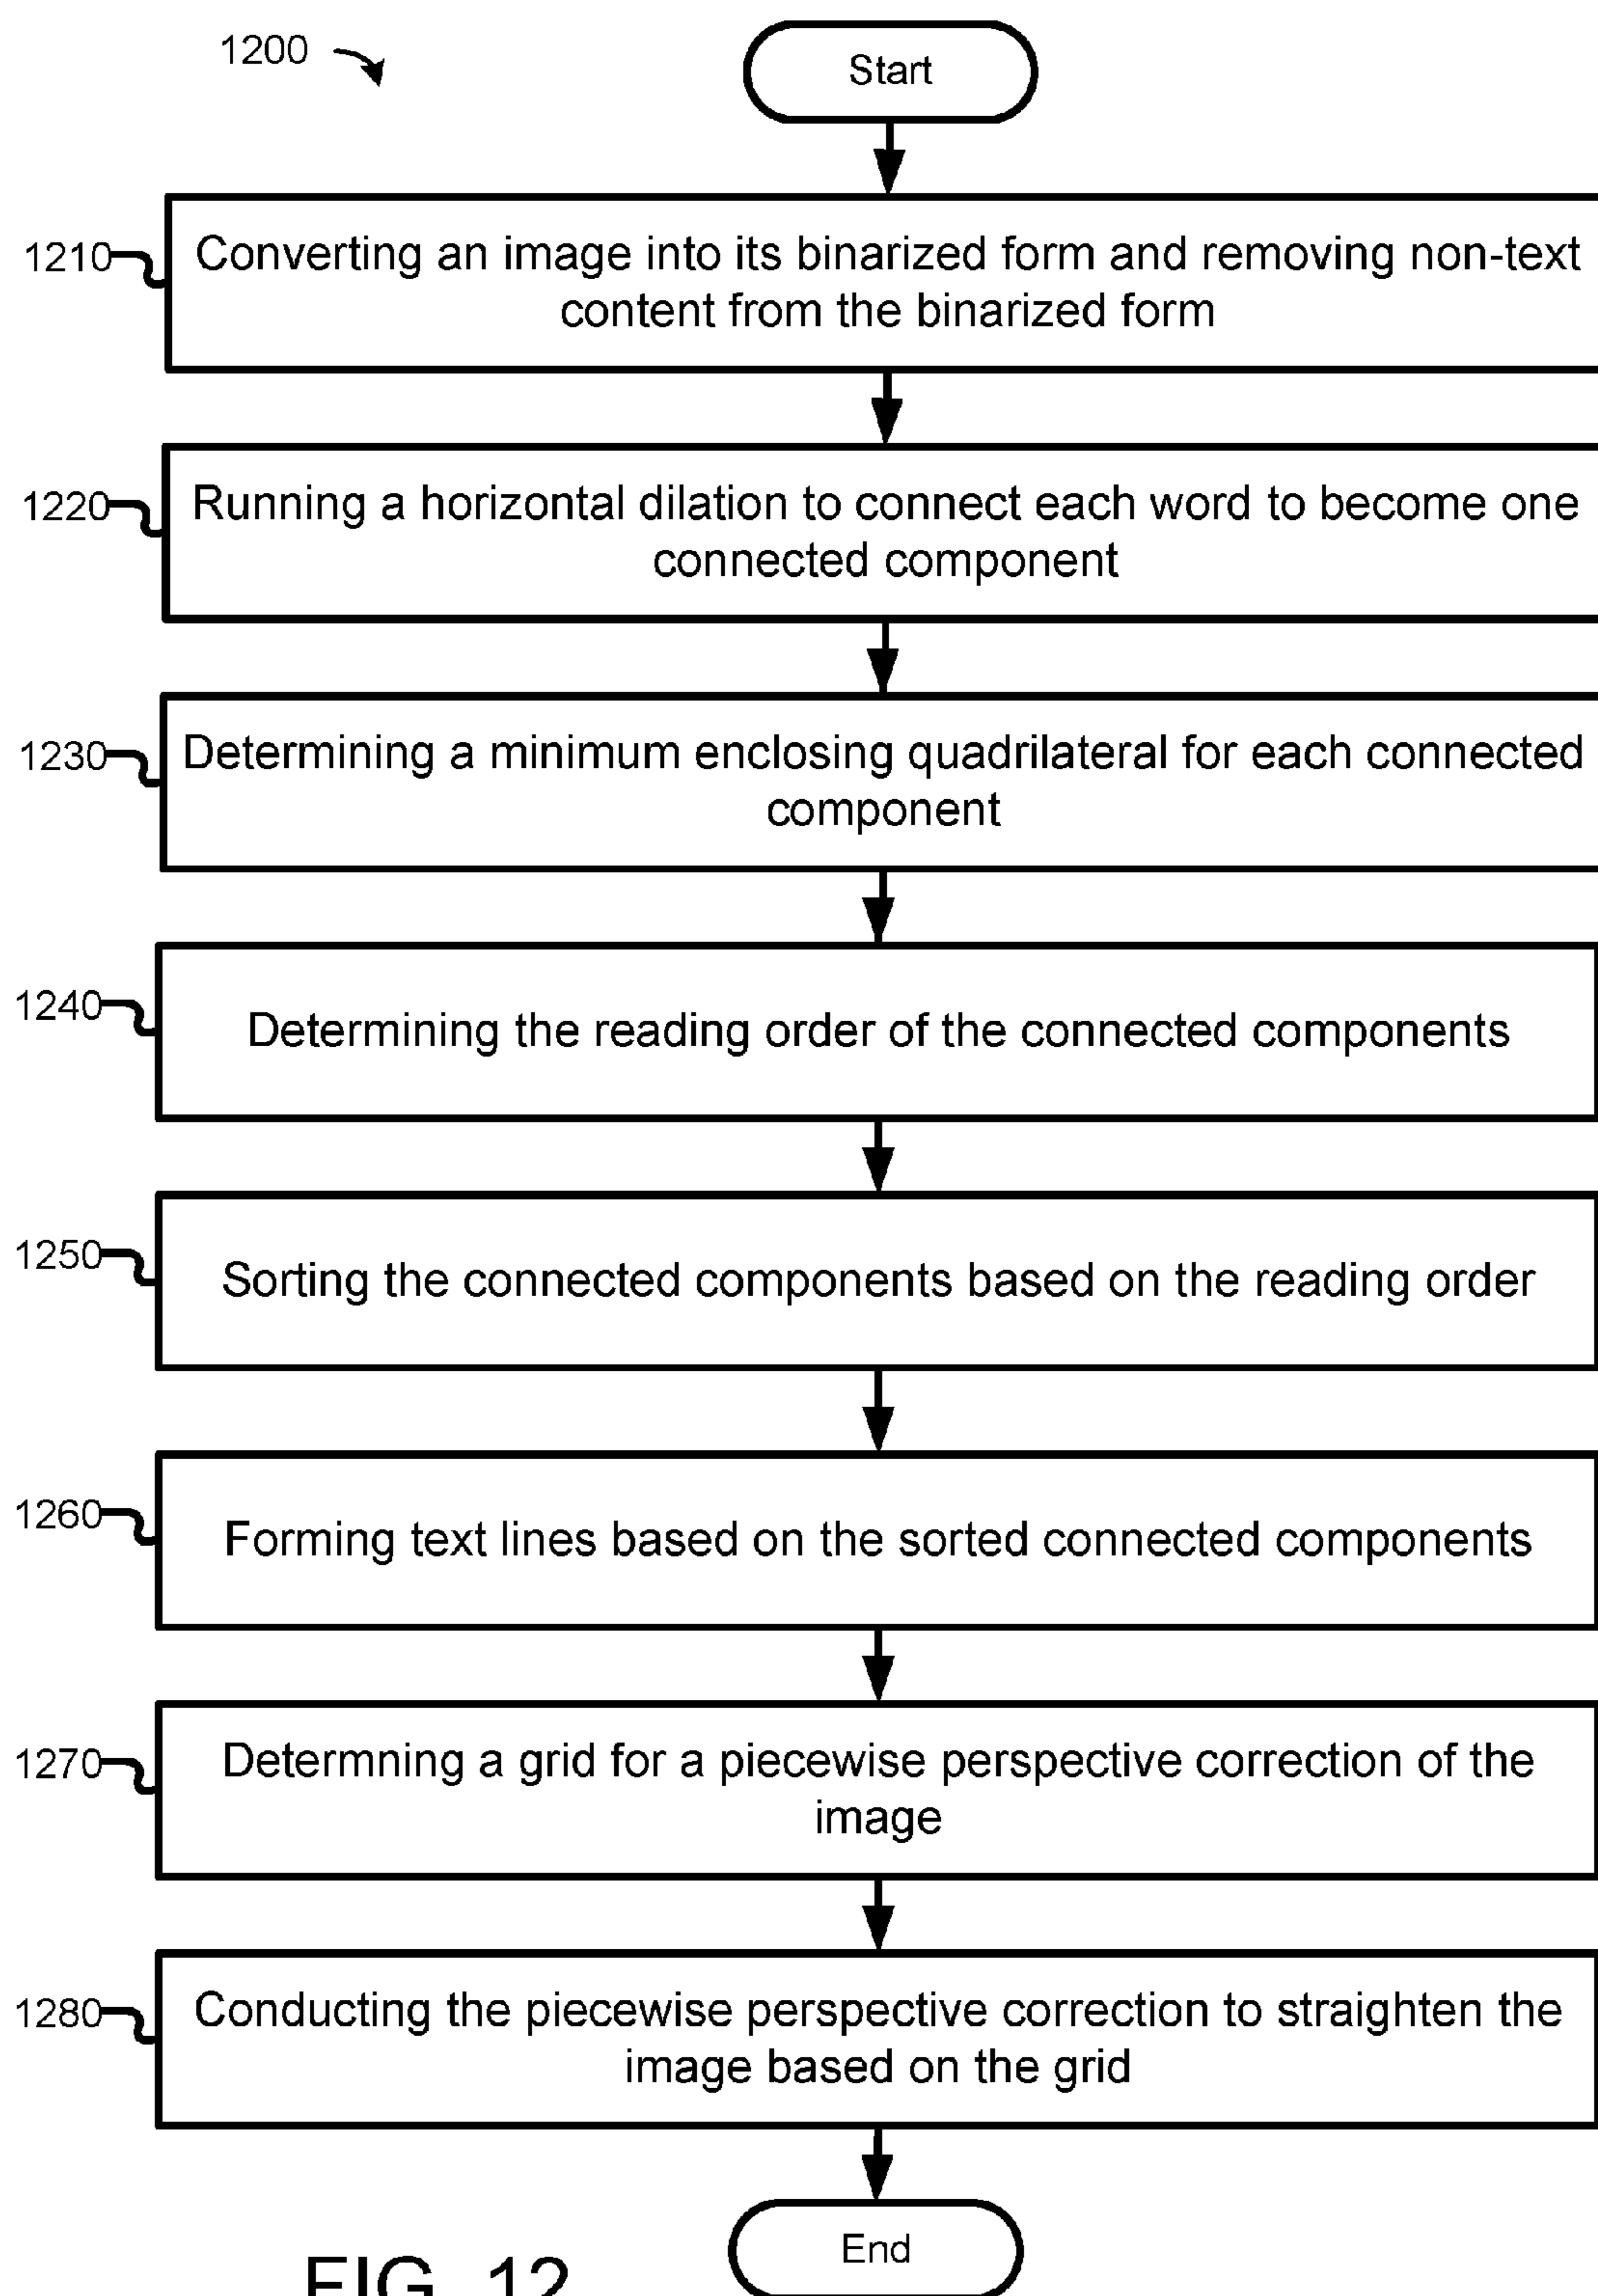 1200
Start
1210
Converting an image into its binarized form and removing non-text
content from the binarized form
1220
Running a horizontal dilation to connect each word to become one
connected component
1230
Determining a minimum enclosing quadrilateral for each connected
component
1240
Determining the reading order of the connected components
1250
Sorting the connected components based on the reading order
1260
Forming text lines based on the sorted connected components
1270
Determning a grid for a piecewise perspective correction of the
image
1280
Conducting the piecewise perspective correction to straighten the
image based on the grid
End
FIG. 12